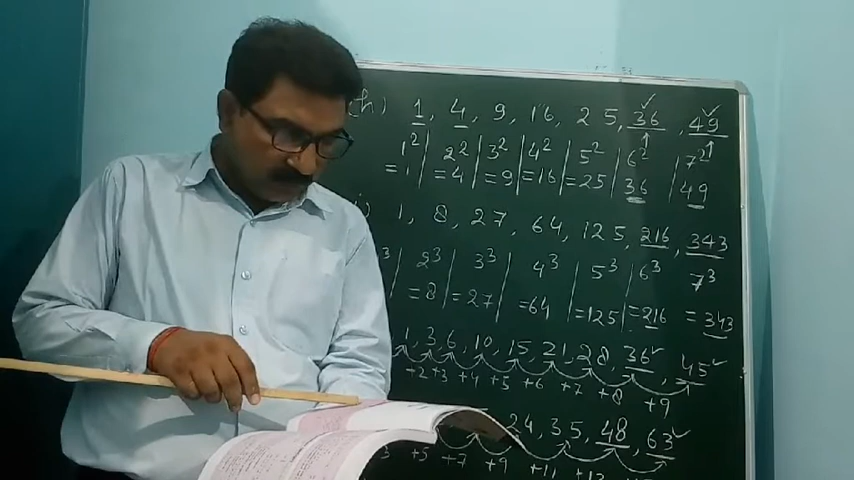 h) 1, 4, 9, 16, 25, 36, 49
1² | 2² | 3² | 4² | 5² | 6² | 7²
=1 | =4 | =9 | =16 | =25 | 36 | 49
) 1, 8, 27, 64, 125, 216, 343
³ | 2³ | 3³ | 4³ | 5³ | 6³ | 7³
=8 | =27 | =64 | =125 | =216 = 343
1, 3, 6, 10, 15, 21, 28, 36, 45
+2 +3 +4 +5 +6 +7 +8 +9
24, 35, 48, 63
+5 +7 +9 +11 +13